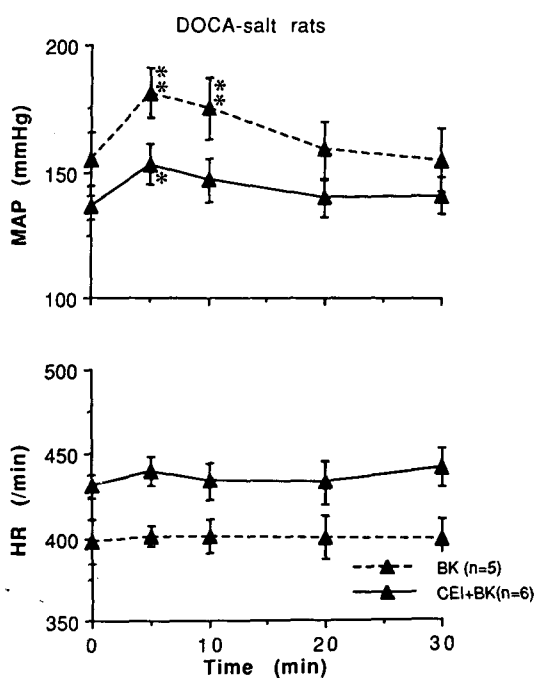 DOCA-salt rats
200
**
**
150
*
100
MAP (mmHg)
500
450
400
350
HR (/min)
BK (n=5)
CEI+BK(n=6)
0
10
20
30
Time (min)